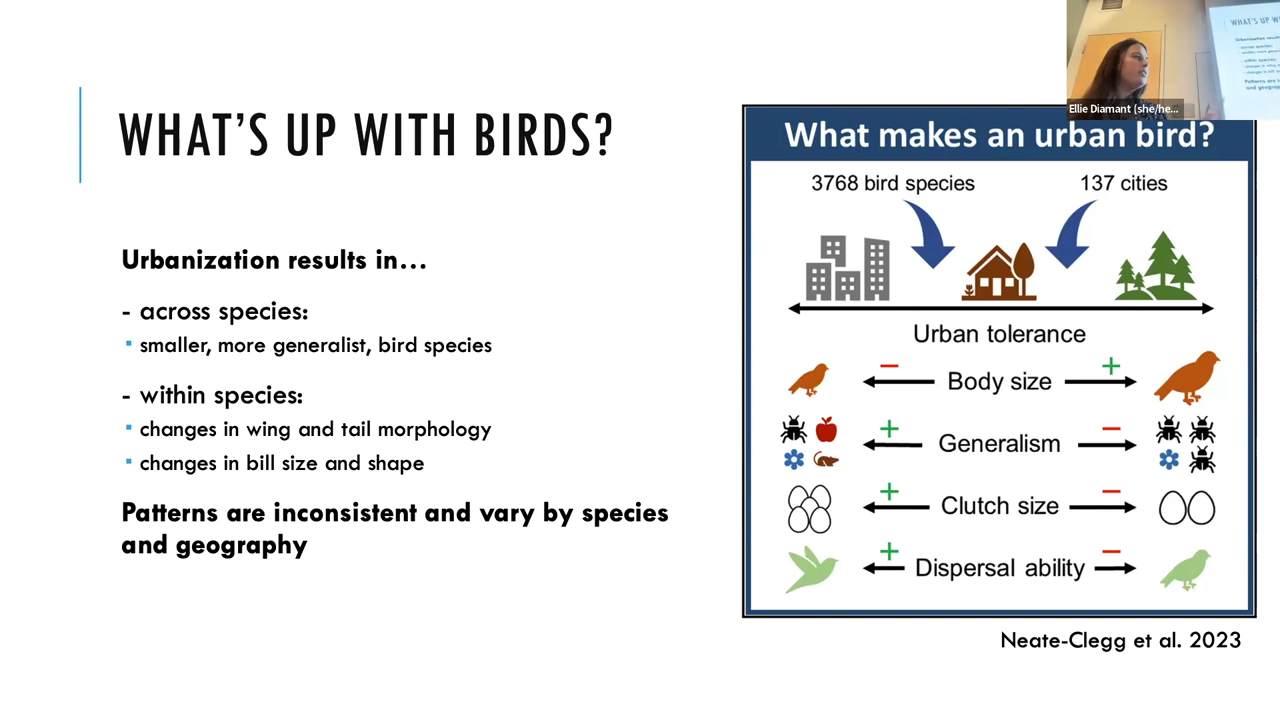 WHAT'S UP WITH BIRDS?
Urbanization results in…
- across species:
▪ smaller, more generalist, bird species
- within species:
▪ changes in wing and tail morphology
▪ changes in bill size and shape
Patterns are inconsistent and vary by species
and geography
Ellie Diamant (she/he...
What makes an urban bird?
3768 bird species
137 cities
Urban tolerance
− Body size +
+ Generalism −
+ Clutch size −
+ Dispersal ability −
Neate-Clegg et al. 2023